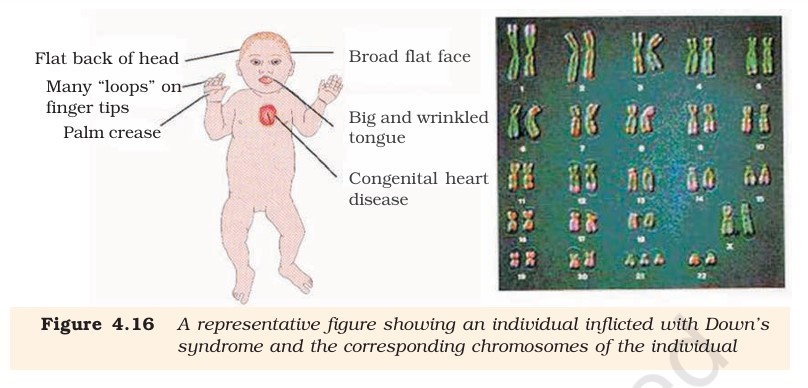 Flat back of head
Many “loops” on
finger tips
Palm crease
Broad flat face
Big and wrinkled
tongue
Congenital heart
disease
1 2 3 4 5
6 7 8 9 10
11 12 13 14 15
16 17 18 X
19 20 21 22
Figure 4.16 A representative figure showing an individual inflicted with Down’s
syndrome and the corresponding chromosomes of the individual